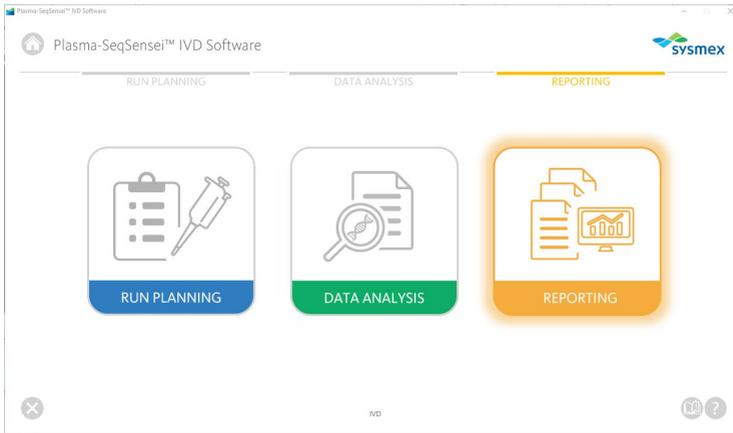 Plasma-SeqSensei™ IVD Software
Plasma-SeqSensei™ IVD Software
sysmex
RUN PLANNING
DATA ANALYSIS
REPORTING
RUN PLANNING
DATA ANALYSIS
REPORTING
IVD
?